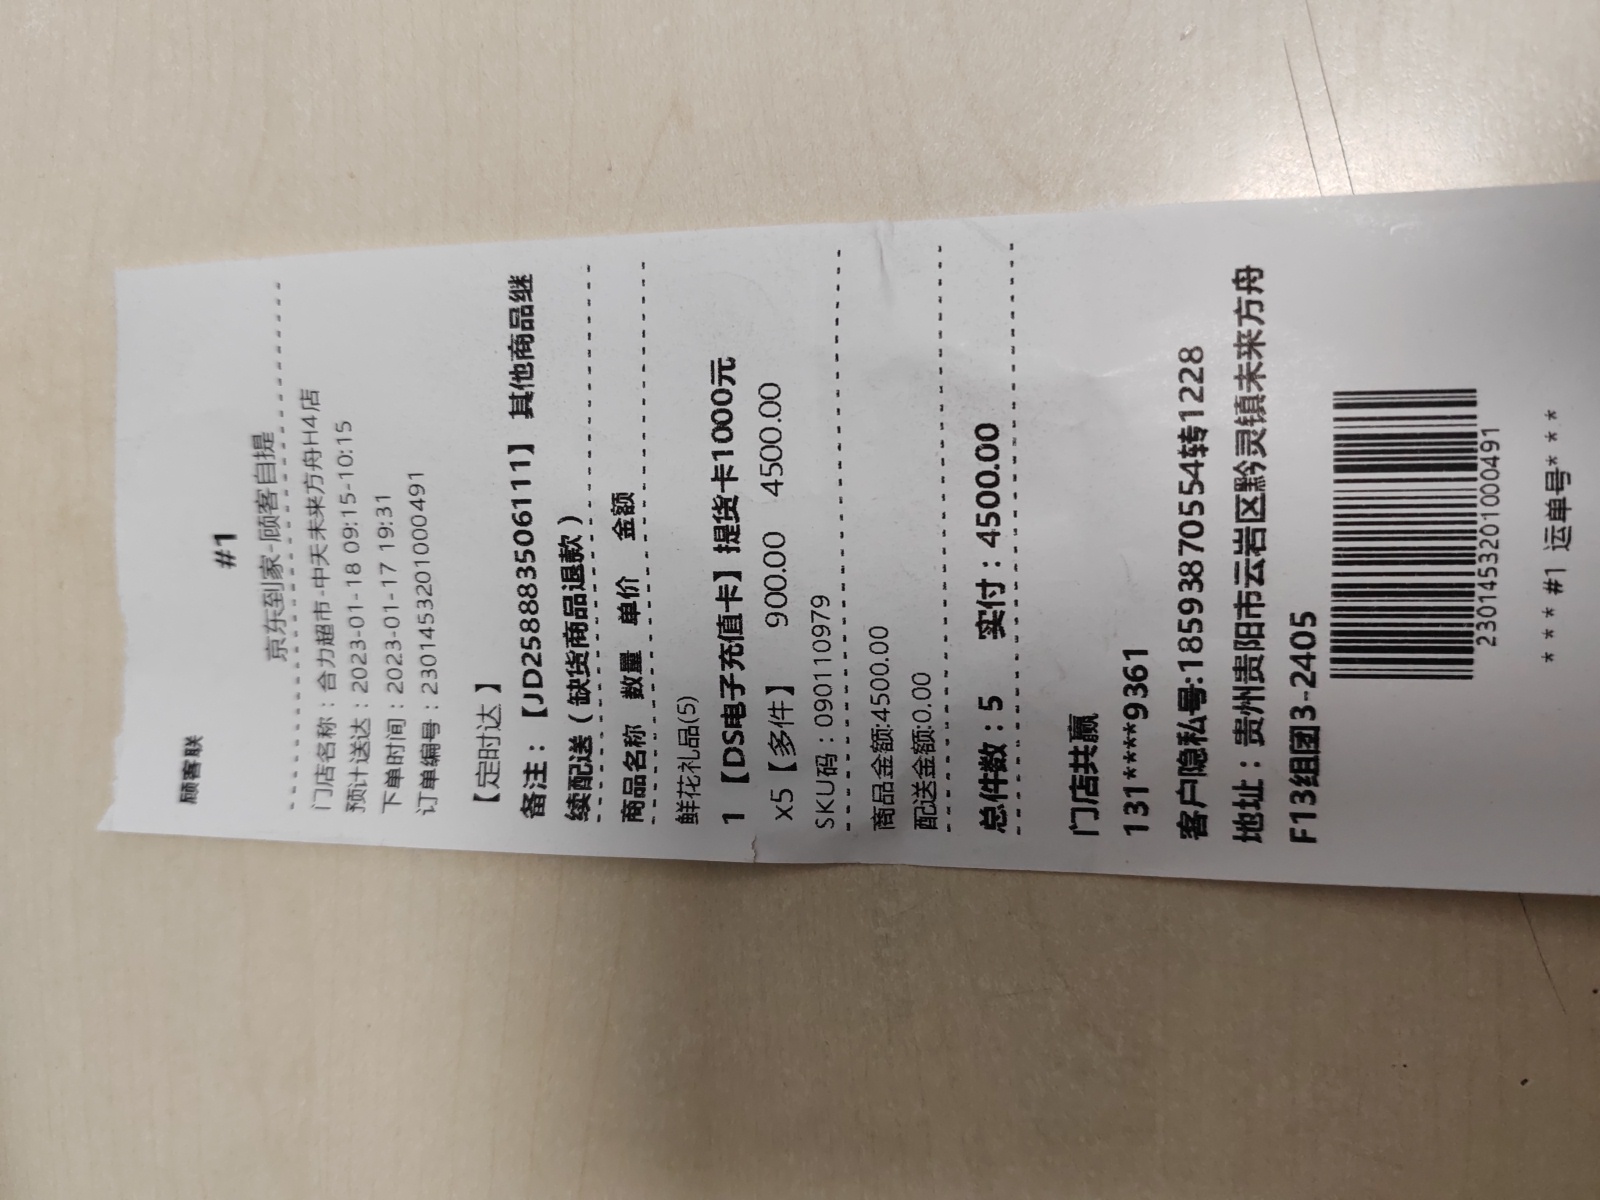 顾客联
#1
京东到家-顾客自提
门店名称：合力超市-中天未来方舟H4店
预计送达：2023-01-18 09:15-10:15
下单时间：2023-01-17 19:31
订单编号：2301453201000491
【定时达】
备注：【JD258883506111】 其他商品继
续配送（缺货商品退款）
商品名称 数量 单价 金额
鲜花礼品(5)
1【DS电子充值卡】提货卡1000元
x5【多件】 900.00 4500.00
SKU码：090110979
商品金额:4500.00
配送金额:0.00
总件数：5 实付：4500.00
门店共赢
131****9361
客户隐私号:18593870554转1228
地址：贵州贵阳市云岩区黔灵镇未来方舟
F13组团3-2405
2301453201000491
***#1 运单号***